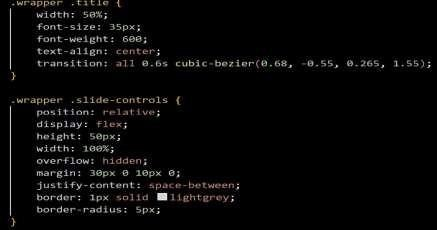 .wrapper .title {
width: 50%;
font-size: 35px;
font-weight: 600;
text-align: center;
transition: all 0.6s cubic-bezier(0.68, -0.55, 0.265, 1.55);
}
.wrapper .slide-controls {
position: relative;
display: flex;
height: 50px;
width: 100%;
overflow: hidden;
margin: 30px 0 10px 0;
justify-content: space-between;
border: 1px solid lightgrey;
border-radius: 5px;
}